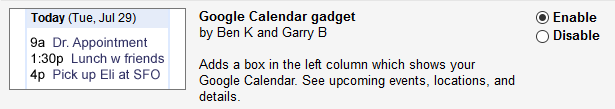 Today (Tue, Jul 29)
9a Dr. Appointment
1:30p Lunch w friends
4p Pick up Eli at SFO
Google Calendar gadget
by Ben K and Garry B
Adds a box in the left column which shows your
Google Calendar. See upcoming events, locations, and
details.
Enable
Disable